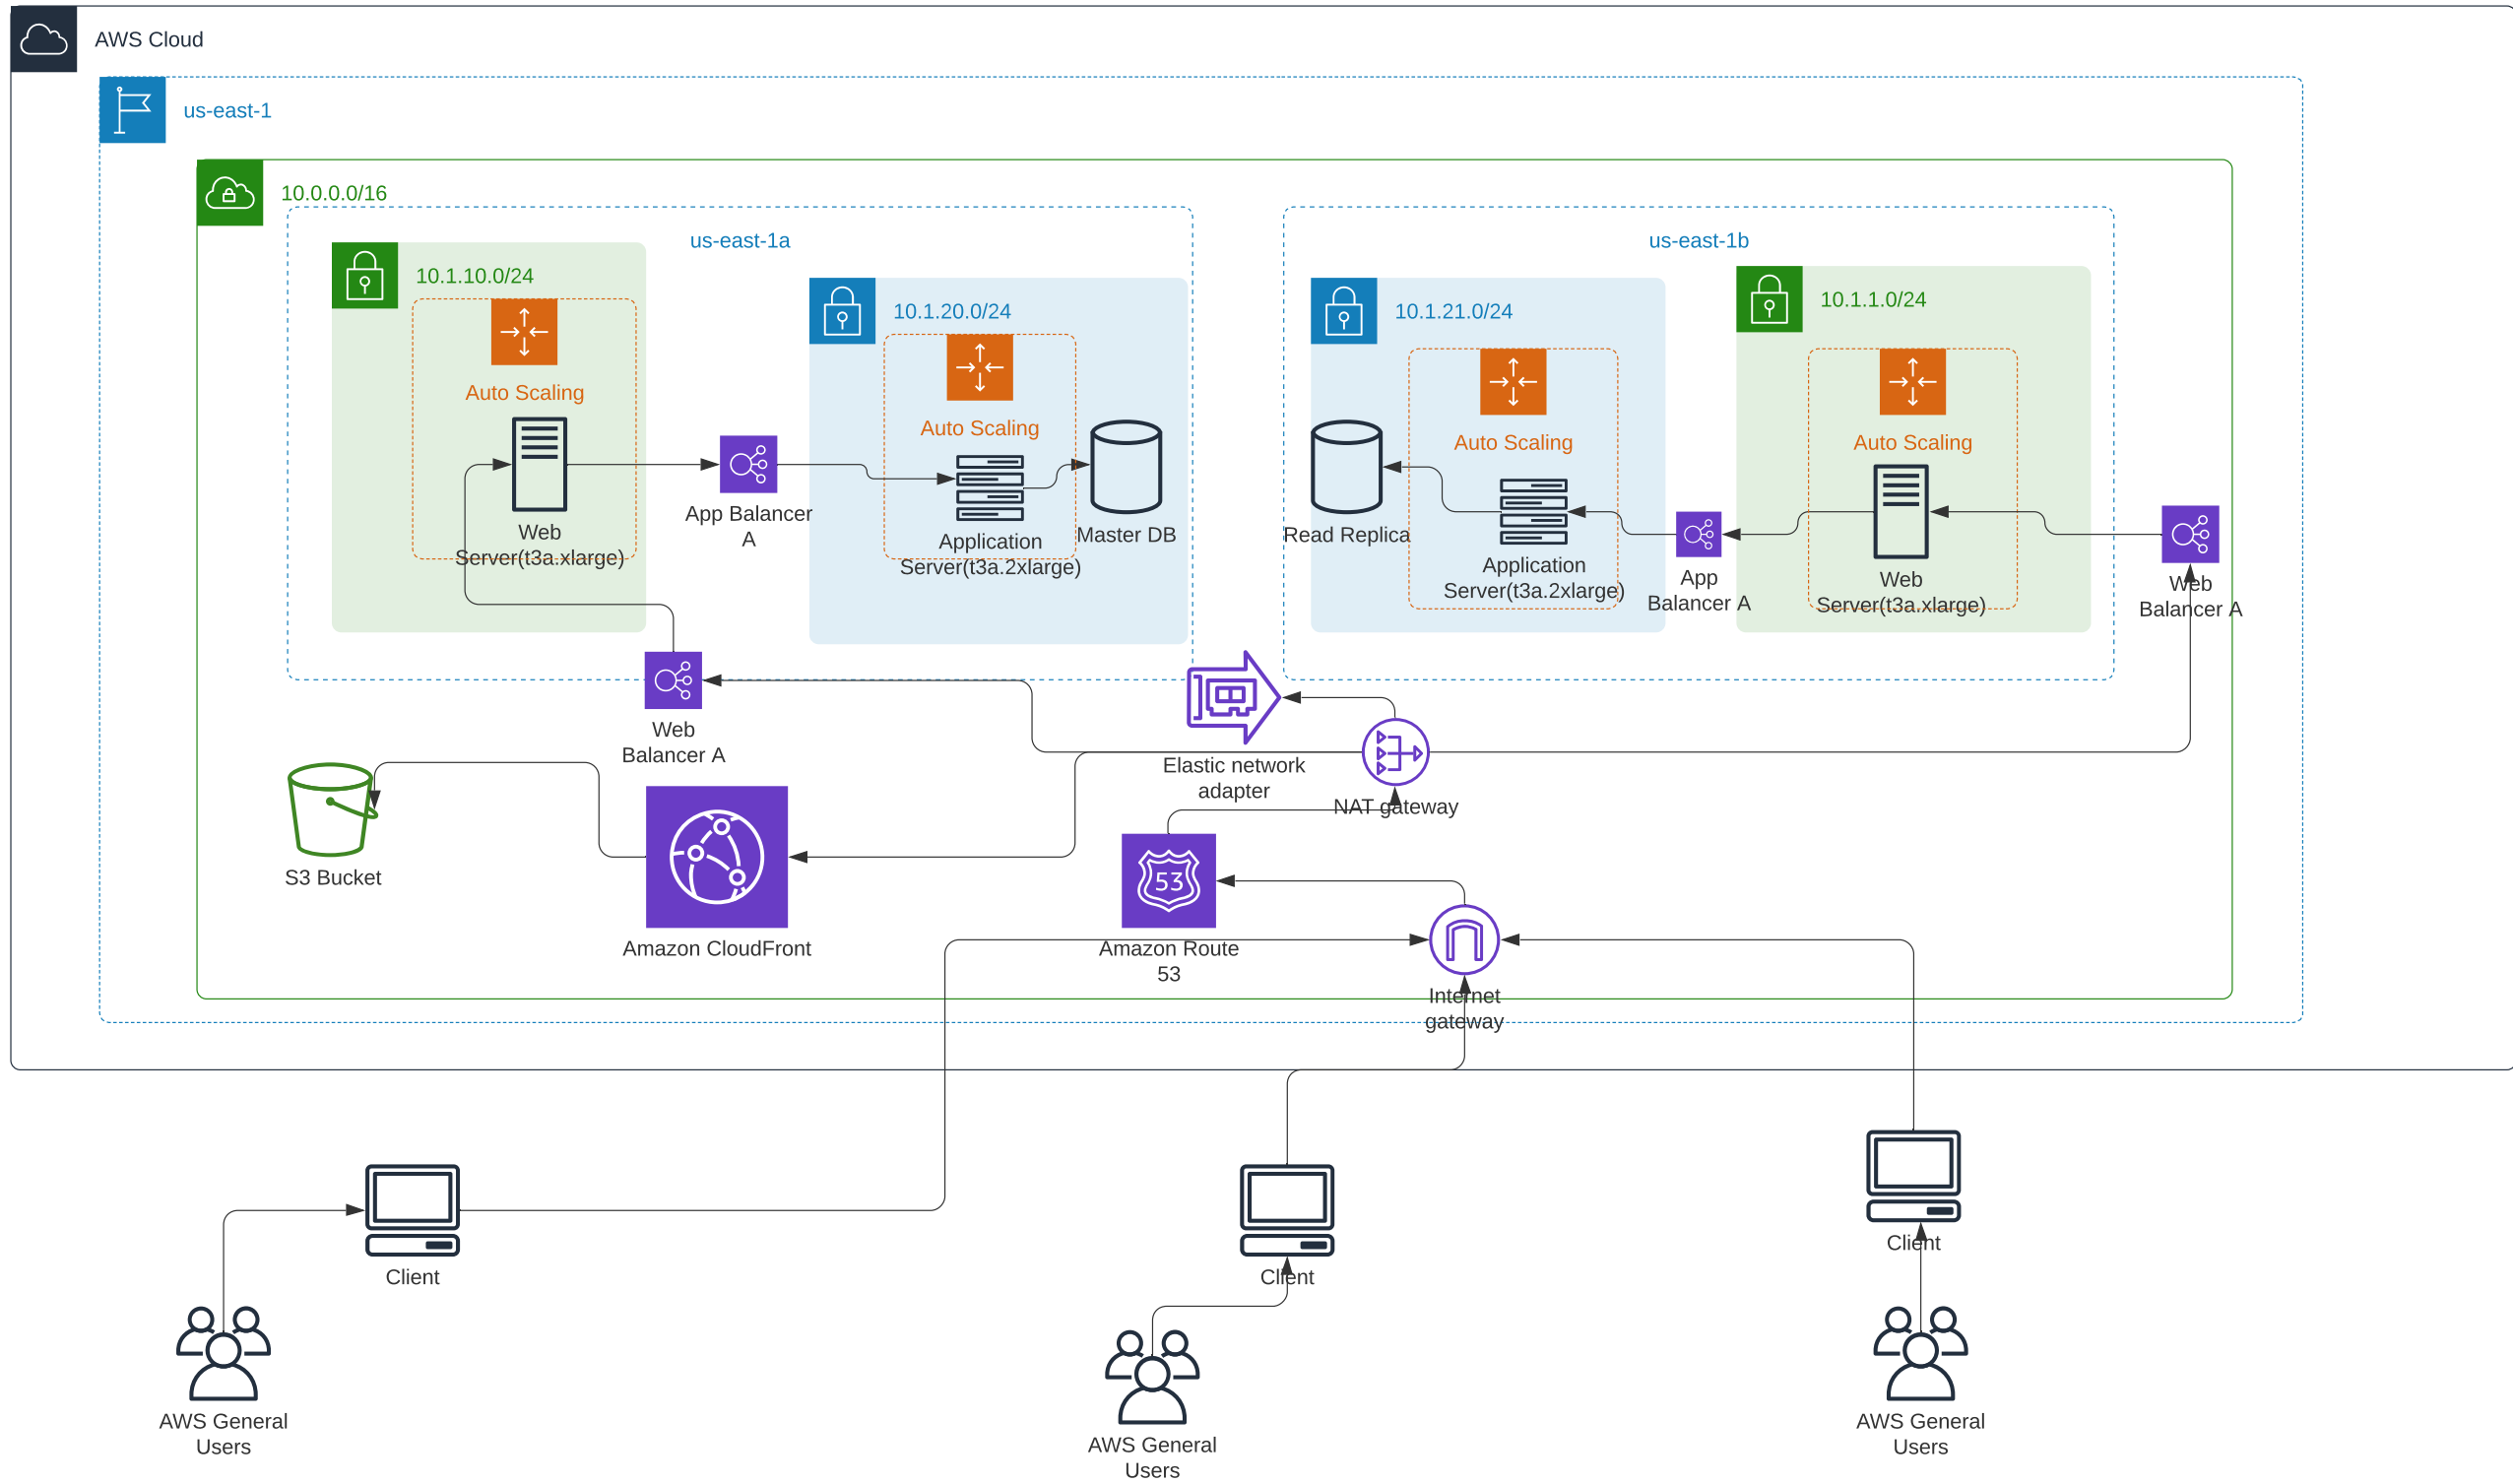 AWS Cloud
us-east-1
10.0.0.0/16
us-east-1a
10.1.10.0/24
Auto Scaling
Web
Server(t3a.xlarge)
App Balancer
A
10.1.20.0/24
Auto Scaling
Application
Server(t3a.2xlarge)
Master DB
us-east-1b
10.1.21.0/24
Auto Scaling
Read Replica
Application
Server(t3a.2xlarge)
App
Balancer A
10.1.1.0/24
Auto Scaling
Web
Server(t3a.xlarge)
Web
Balancer A
Web
Balancer A
Elastic network
adapter
NAT gateway
S3 Bucket
Amazon CloudFront
53
Amazon Route
53
Internet
gateway
Client
Client
Client
AWS General
Users
AWS General
Users
AWS General
Users